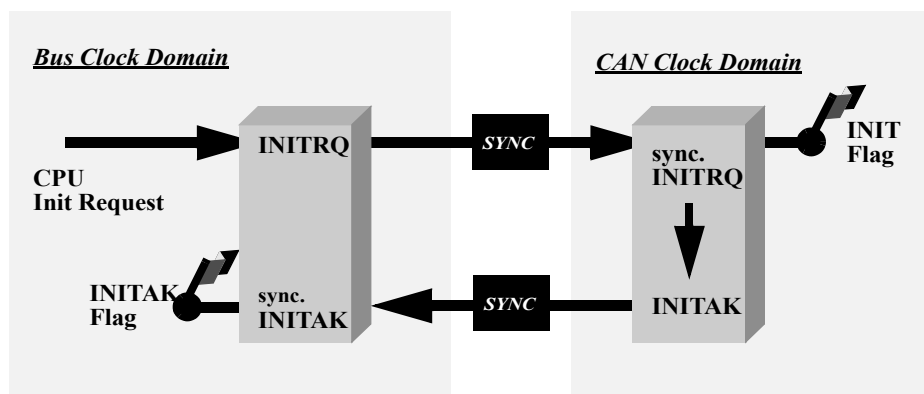 Bus Clock Domain
CAN Clock Domain
CPU
Init Request
INITRQ
SYNC
sync.
INITRQ
INIT
Flag
INITAK
Flag
sync.
INITAK
SYNC
INITAK